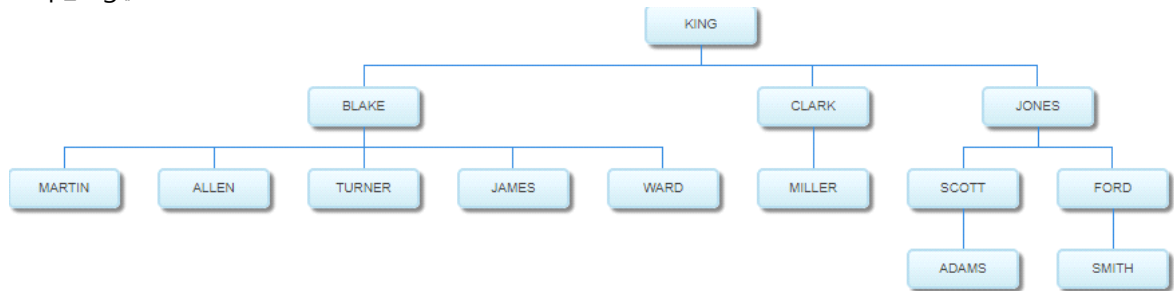 KING
BLAKE CLARK JONES
MARTIN ALLEN TURNER JAMES WARD MILLER SCOTT FORD
ADAMS SMITH